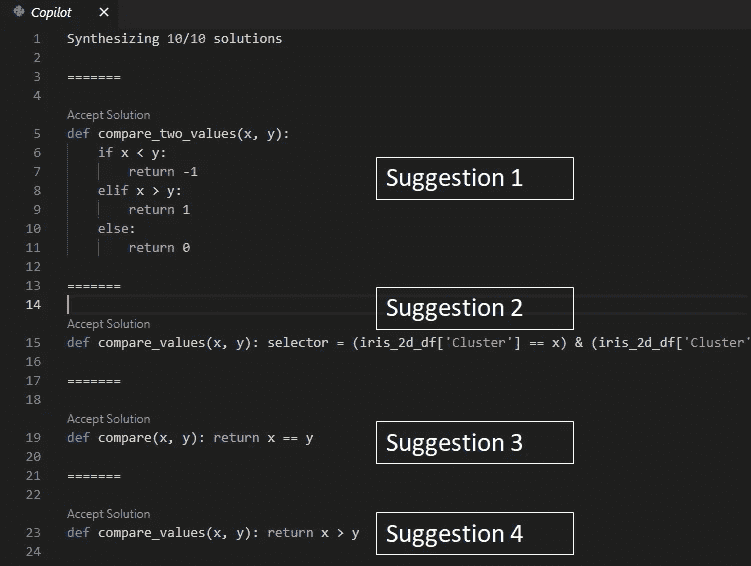 Copilot ✕
1 Synthesizing 10/10 solutions
2
3 =======
4
Accept Solution
5 def compare_two_values(x, y):
6     if x < y:
7         return -1
Suggestion 1
8     elif x > y:
9         return 1
10     else:
11         return 0
12
13 =======
14
Suggestion 2
Accept Solution
15 def compare_values(x, y): selector = (iris_2d_df['Cluster'] == x) & (iris_2d_df['Cluster'
16
17 =======
18
Accept Solution
19 def compare(x, y): return x == y
Suggestion 3
20
21 =======
22
Accept Solution
23 def compare_values(x, y): return x > y
Suggestion 4
24